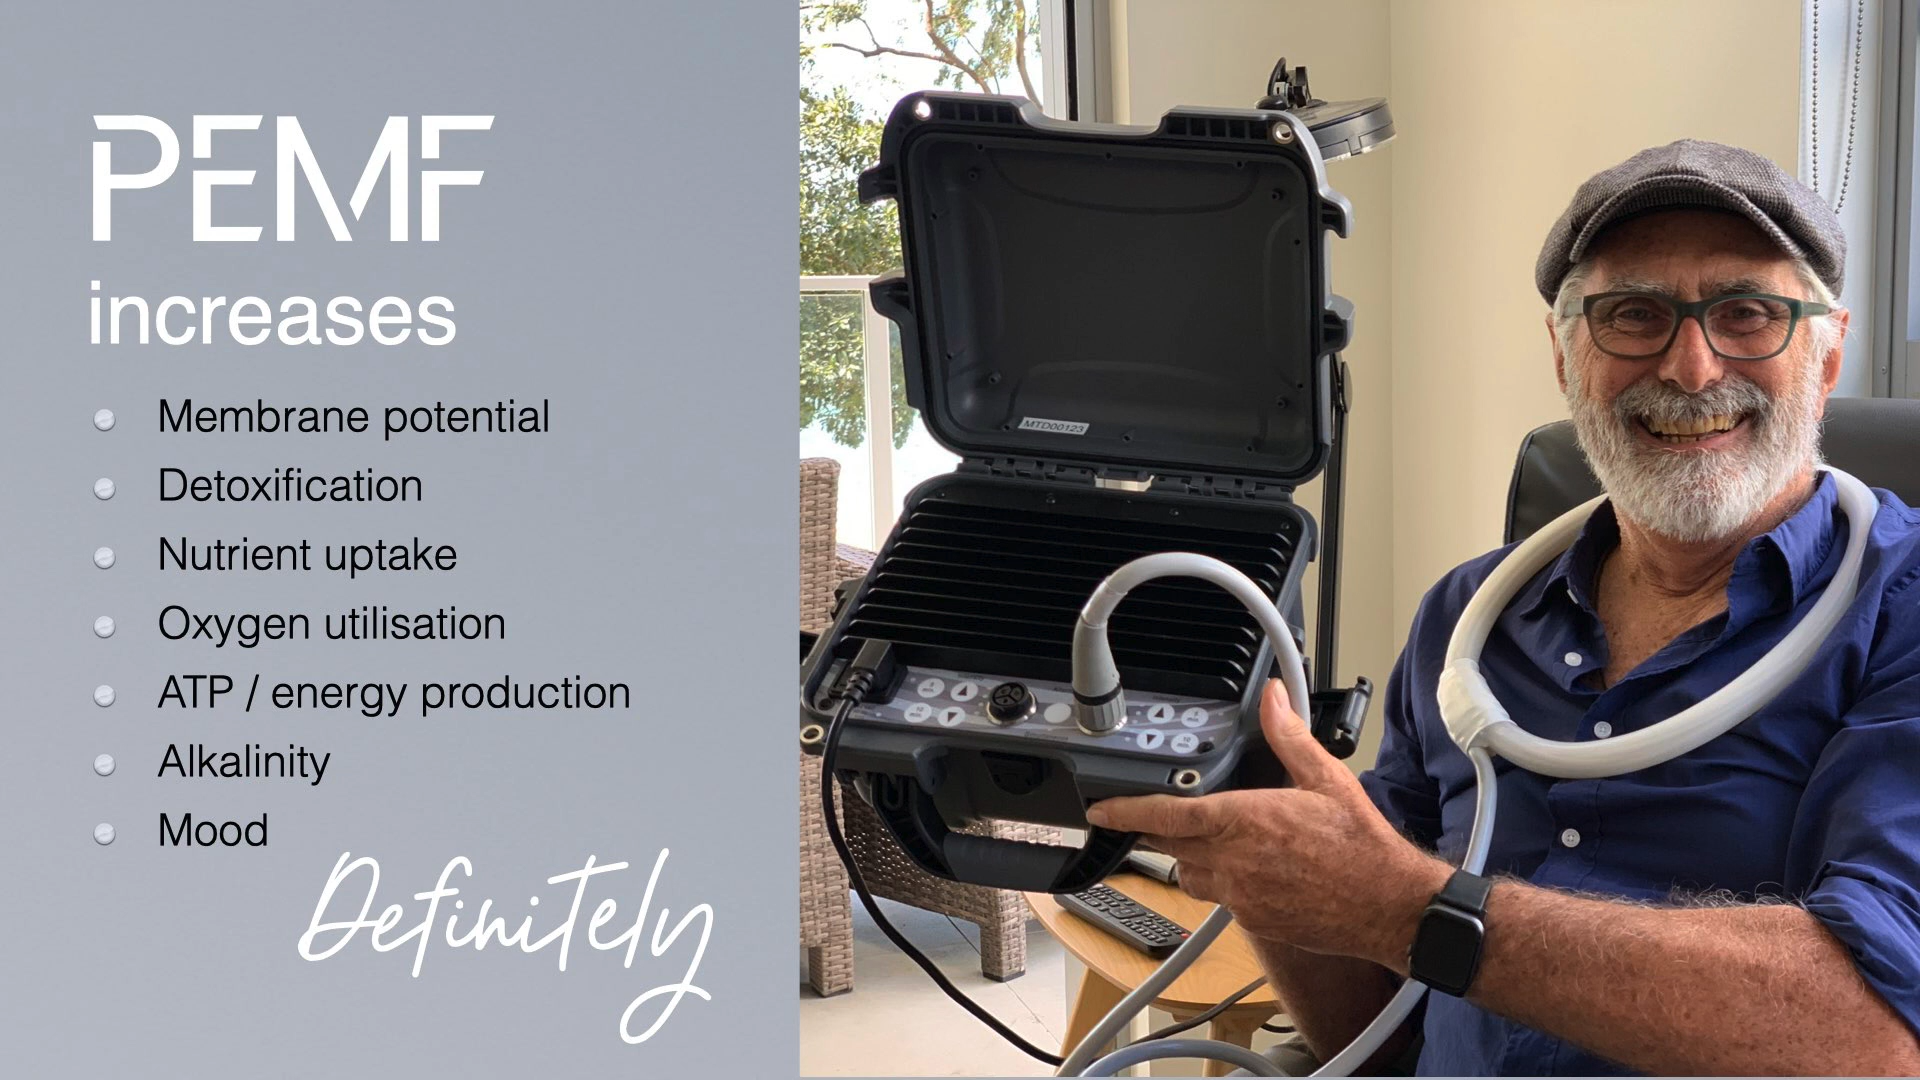 PEMF
increases
Membrane potential
Detoxification
Nutrient uptake
Oxygen utilisation
ATP / energy production
Alkalinity
Mood
Definitely
MTD00123